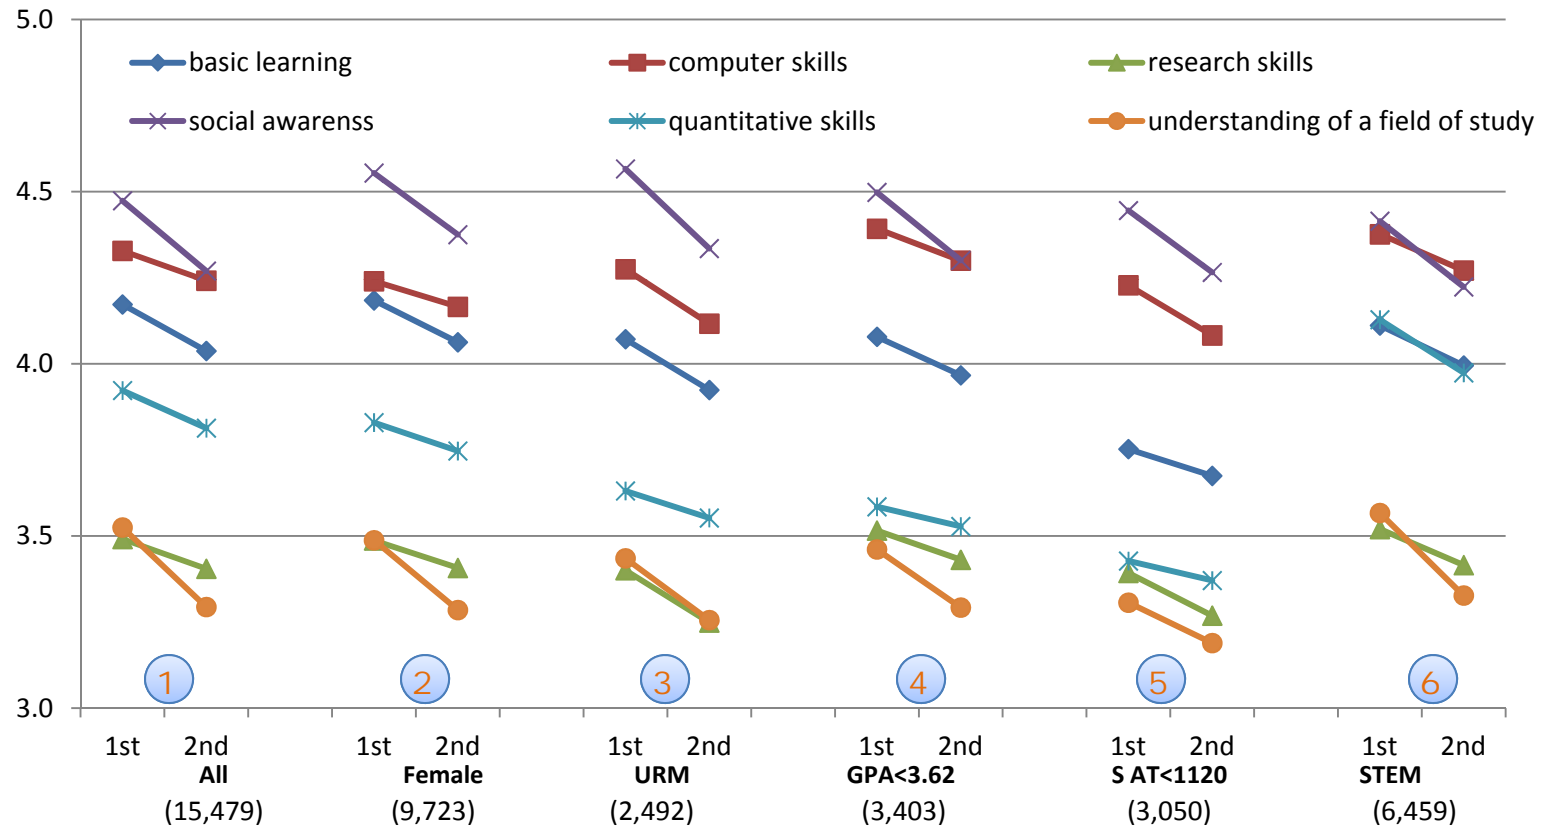 5.0
basic learning computer skills research skills
social awarenss quantitative skills understanding of a field of study
4.5
4.0
3.5
3.0
1 2 3 4 5 6
1st 2nd 1st 2nd 1st 2nd 1st 2nd 1st 2nd 1st 2nd
All Female URM GPA<3.62 S AT<1120 STEM
(15,479) (9,723) (2,492) (3,403) (3,050) (6,459)